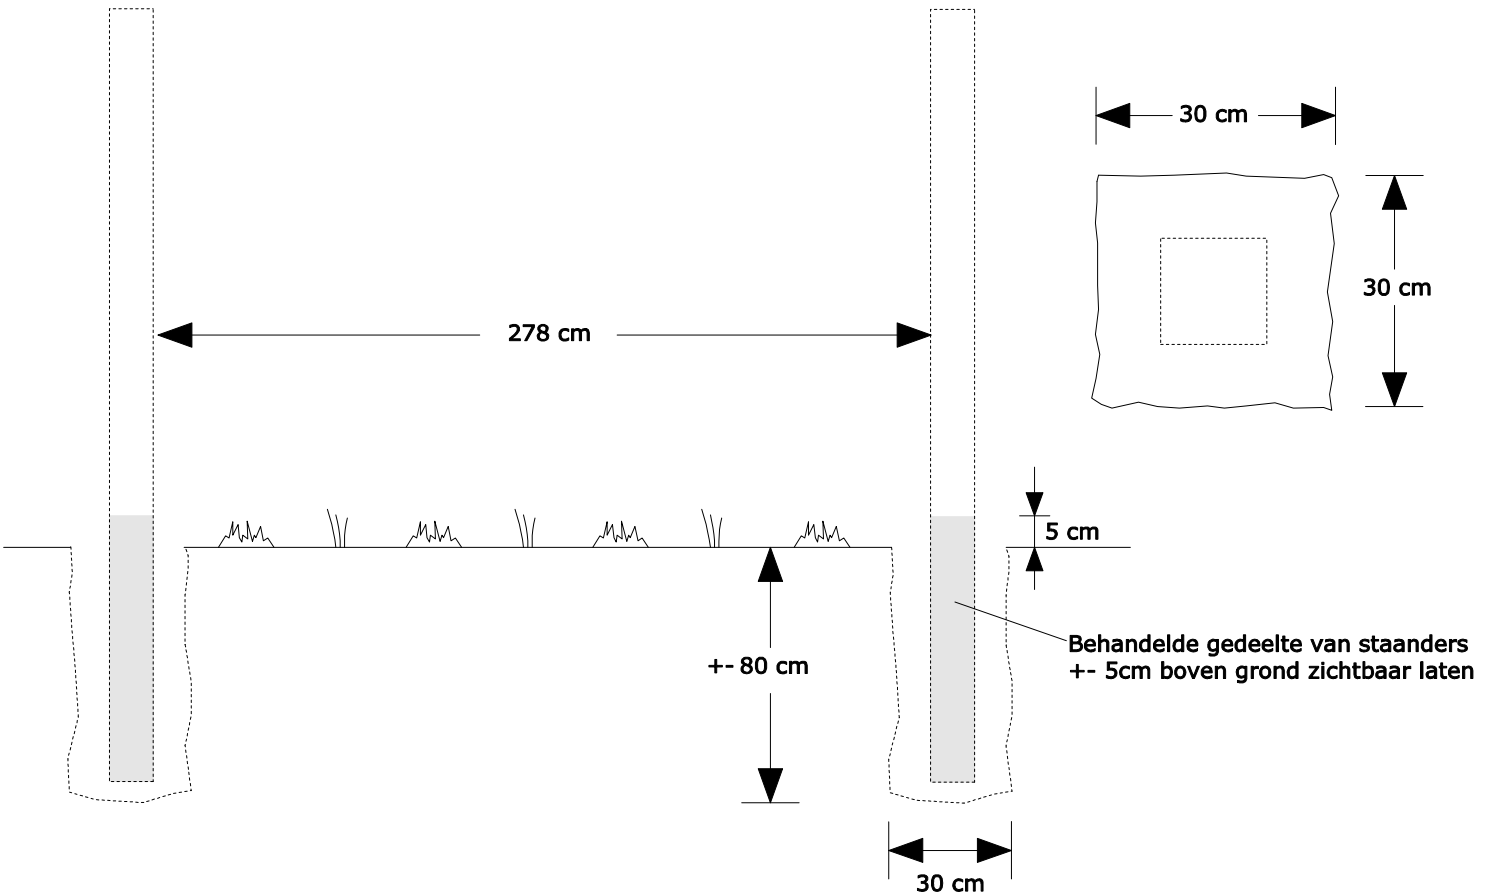 30 cm
30 cm
278 cm
5 cm
Behandelde gedeelte van staanders
+- 5cm boven grond zichtbaar laten
+- 80 cm
30 cm